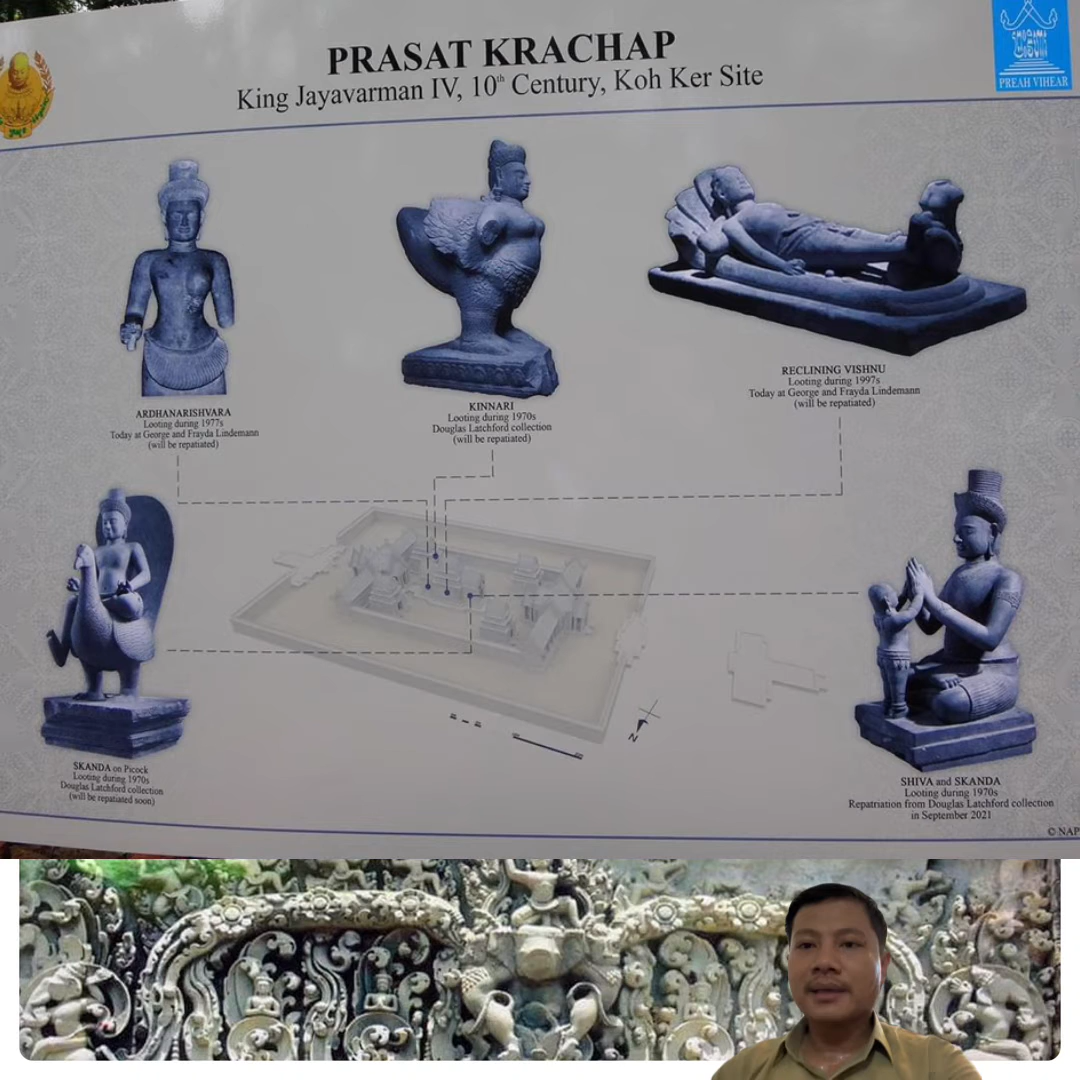 PRASAT KRACHAP
King Jayavarman IV, 10th Century, Koh Ker Site
PREAH VIHEAR
ARDHANARISHVARA
Looting during 1977s
Today at George and Frayda Lindemann
(will be repatiated)
KINNARI
Looting during 1970s
Douglas Latchford collection
(will be repatiated)
RECLINING VISHNU
Looting during 1997s
Today at George and Frayda Lindemann
(will be repatiated)
SKANDA on Picock
Looting during 1970s
Douglas Latchford collection
(will be repatiated soon)
N
SHIVA and SKANDA
Looting during 1970s
Repatriation from Douglas Latchford collection
in September 2021
© NAP